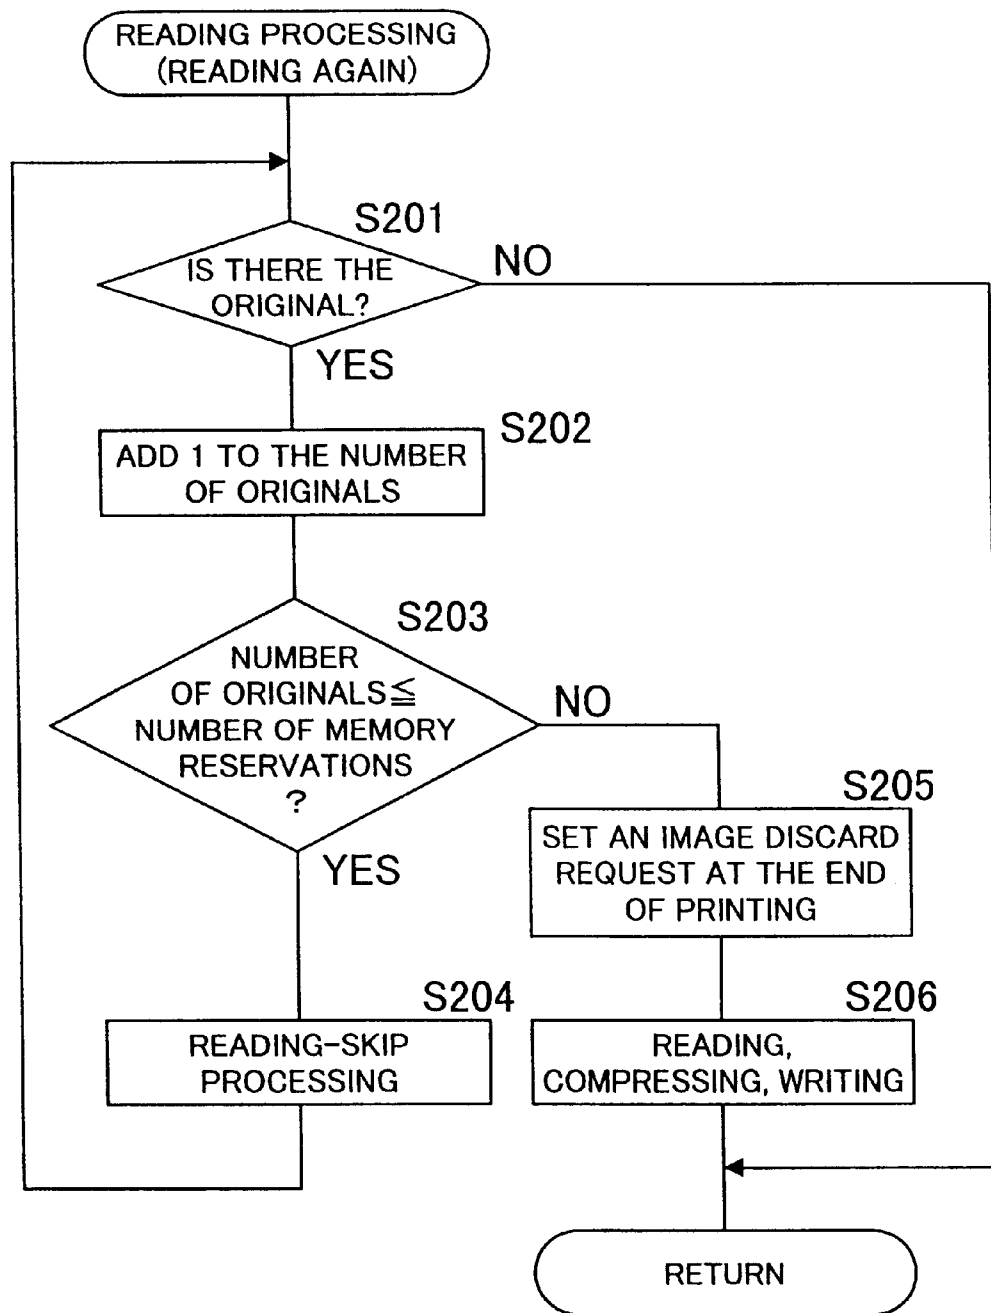 READING PROCESSING
(READING AGAIN)
S201
IS THERE THE
ORIGINAL?
NO
YES
S202
ADD 1 TO THE NUMBER
OF ORIGINALS
S203
NUMBER
OF ORIGINALS≦
NUMBER OF MEMORY
RESERVATIONS
?
NO
YES
S205
SET AN IMAGE DISCARD
REQUEST AT THE END
OF PRINTING
S204
READING-SKIP
PROCESSING
S206
READING,
COMPRESSING, WRITING
RETURN